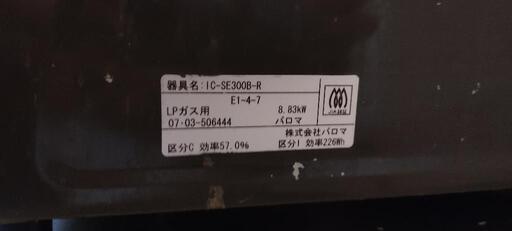 器具名:IC-SE300B-R
E1-4-7
LPガス用 8.83kW
07·03-506444 パロマ
株式会社パロマ
区分C 効率57.0% 区分I 効率226Wh